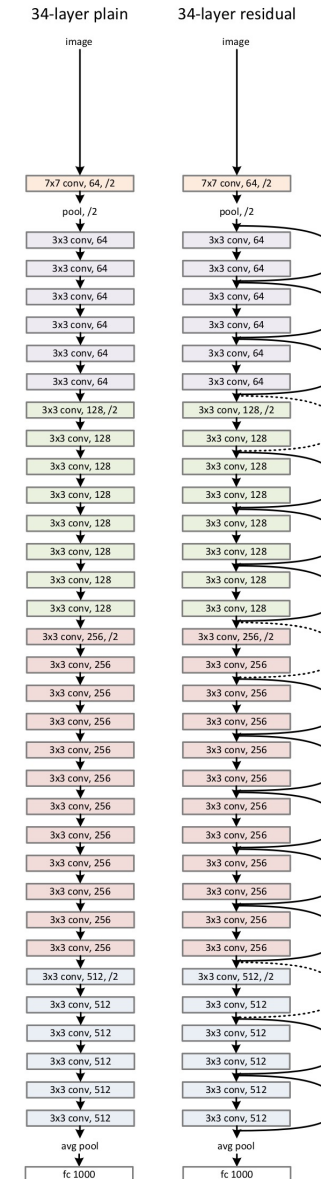 34-layer plain
image
7x7 conv, 64, /2
pool, /2
3x3 conv, 64
3x3 conv, 64
3x3 conv, 64
3x3 conv, 64
3x3 conv, 64
3x3 conv, 64
3x3 conv, 128, /2
3x3 conv, 128
3x3 conv, 128
3x3 conv, 128
3x3 conv, 128
3x3 conv, 128
3x3 conv, 128
3x3 conv, 128
3x3 conv, 256, /2
3x3 conv, 256
3x3 conv, 256
3x3 conv, 256
3x3 conv, 256
3x3 conv, 256
3x3 conv, 256
3x3 conv, 256
3x3 conv, 256
3x3 conv, 256
3x3 conv, 256
3x3 conv, 256
3x3 conv, 512, /2
3x3 conv, 512
3x3 conv, 512
3x3 conv, 512
3x3 conv, 512
3x3 conv, 512
avg pool
fc 1000
34-layer residual
image
7x7 conv, 64, /2
pool, /2
3x3 conv, 64
3x3 conv, 64
3x3 conv, 64
3x3 conv, 64
3x3 conv, 64
3x3 conv, 64
3x3 conv, 128, /2
3x3 conv, 128
3x3 conv, 128
3x3 conv, 128
3x3 conv, 128
3x3 conv, 128
3x3 conv, 128
3x3 conv, 128
3x3 conv, 256, /2
3x3 conv, 256
3x3 conv, 256
3x3 conv, 256
3x3 conv, 256
3x3 conv, 256
3x3 conv, 256
3x3 conv, 256
3x3 conv, 256
3x3 conv, 256
3x3 conv, 256
3x3 conv, 256
3x3 conv, 512, /2
3x3 conv, 512
3x3 conv, 512
3x3 conv, 512
3x3 conv, 512
3x3 conv, 512
avg pool
fc 1000